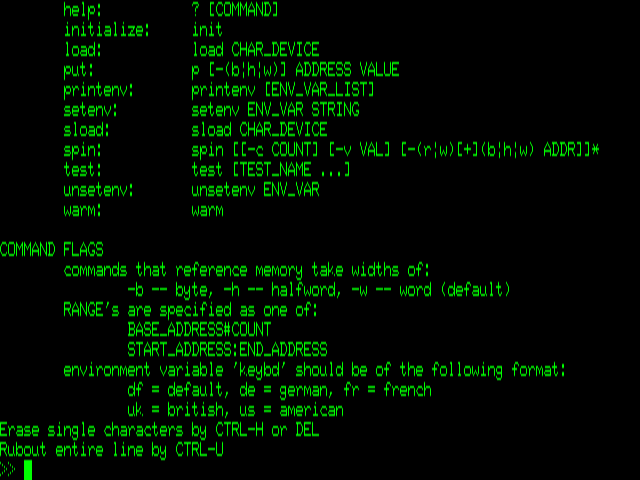 help: ? [COMMAND]
initialize: init
load: load CHAR_DEVICE
put: p [-(b¦h¦w)] ADDRESS VALUE
printenv: printenv [ENV_VAR_LIST]
setenv: setenv ENV_VAR STRING
sload: sload CHAR_DEVICE
spin: spin [[-c COUNT] [-v VAL] [-(r¦w)[+](b¦h¦w) ADDR]]*
test: test [TEST_NAME ...]
unsetenv: unsetenv ENV_VAR
warm: warm
COMMAND FLAGS
commands that reference memory take widths of:
-b -- byte, -h -- halfword, -w -- word (default)
RANGE's are specified as one of:
BASE_ADDRESS#COUNT
START_ADDRESS:END_ADDRESS
environment variable 'keybd' should be of the following format:
df = default, de = german, fr = french
uk = british, us = american
Erase single characters by CTRL-H or DEL
Rubout entire line by CTRL-U
>>